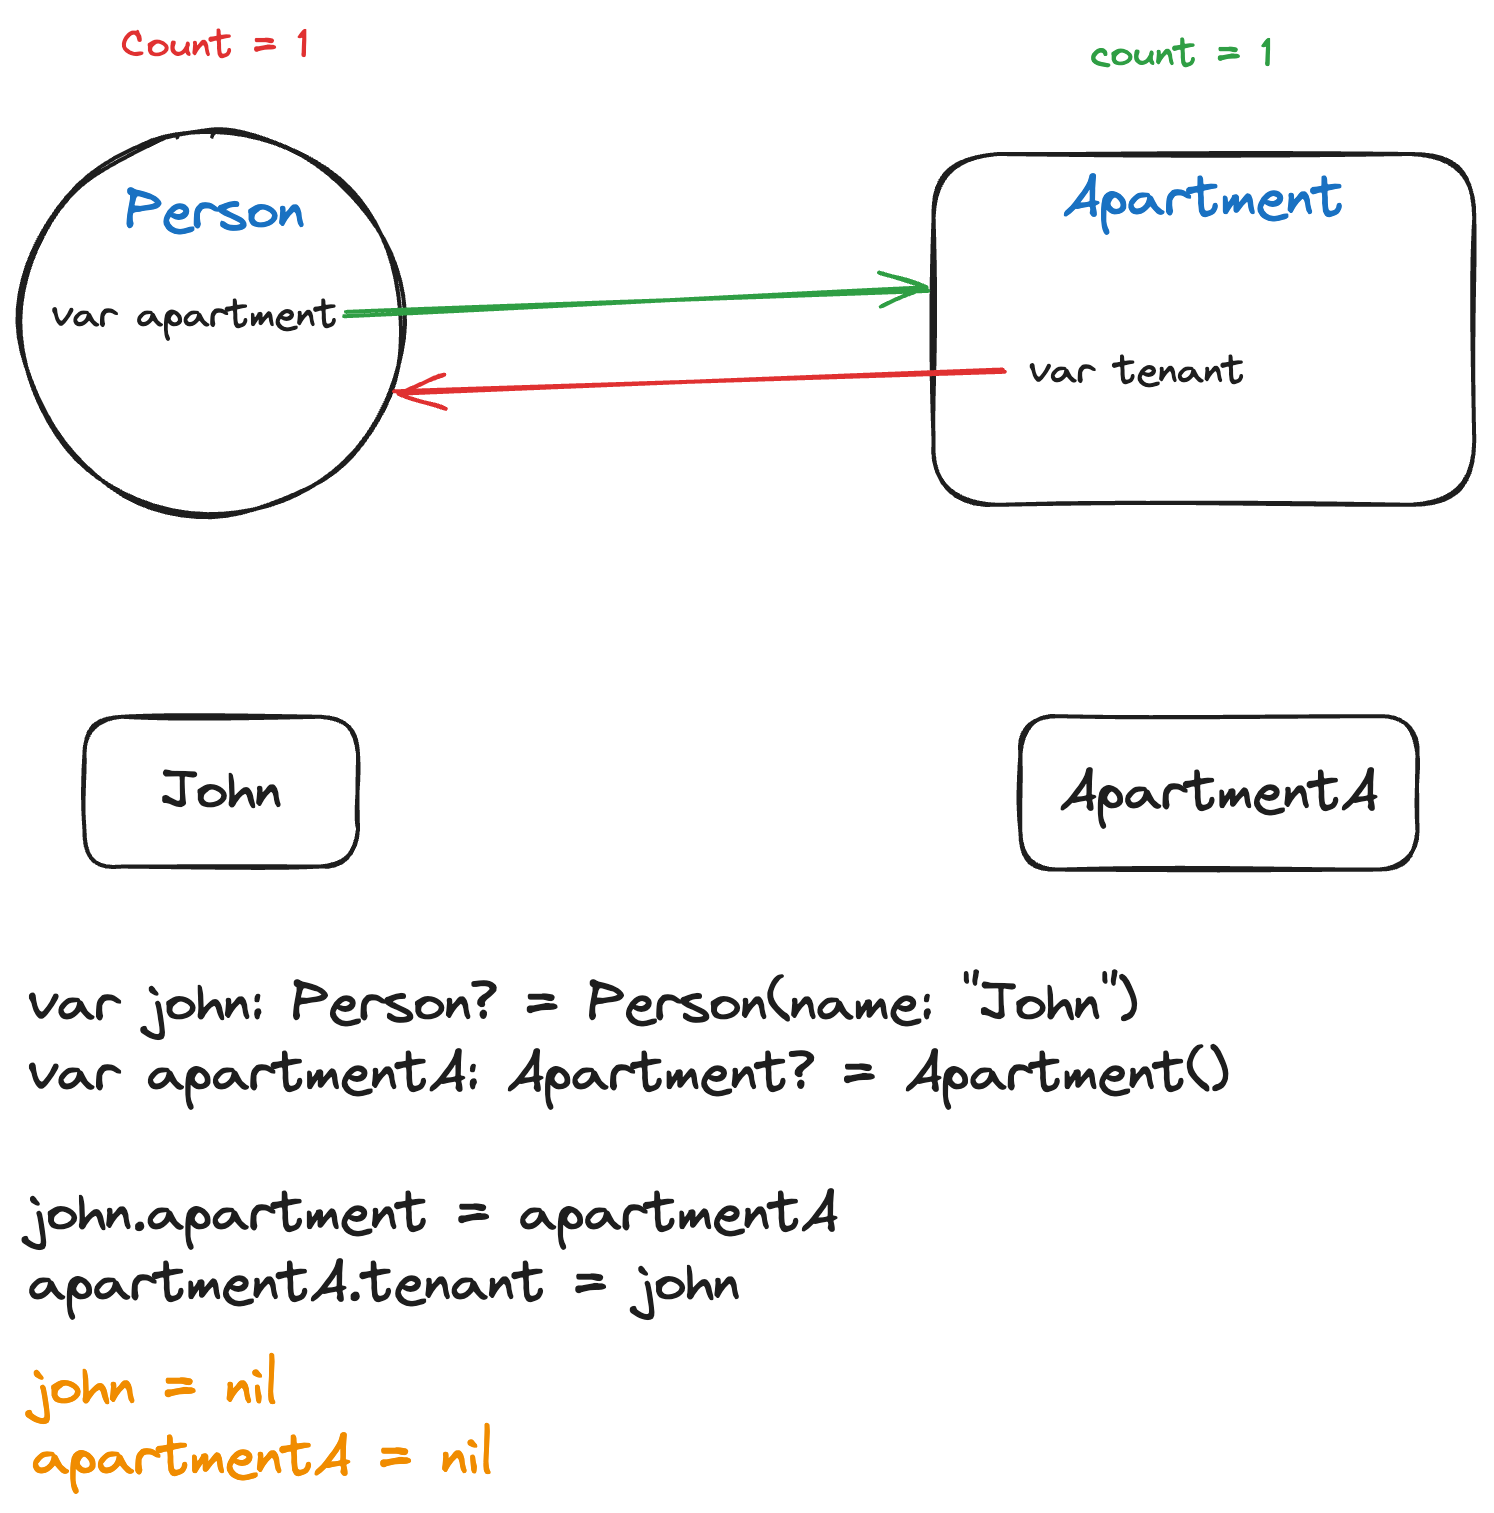 Count = 1
count = 1
Person
Apartment
var apartment
var tenant
John
ApartmentA
var john: Person? = Person(name: "John")
var apartmentA: Apartment? = Apartment()
john.apartment = apartmentA
apartmentA.tenant = john
john = nil
apartmentA = nil